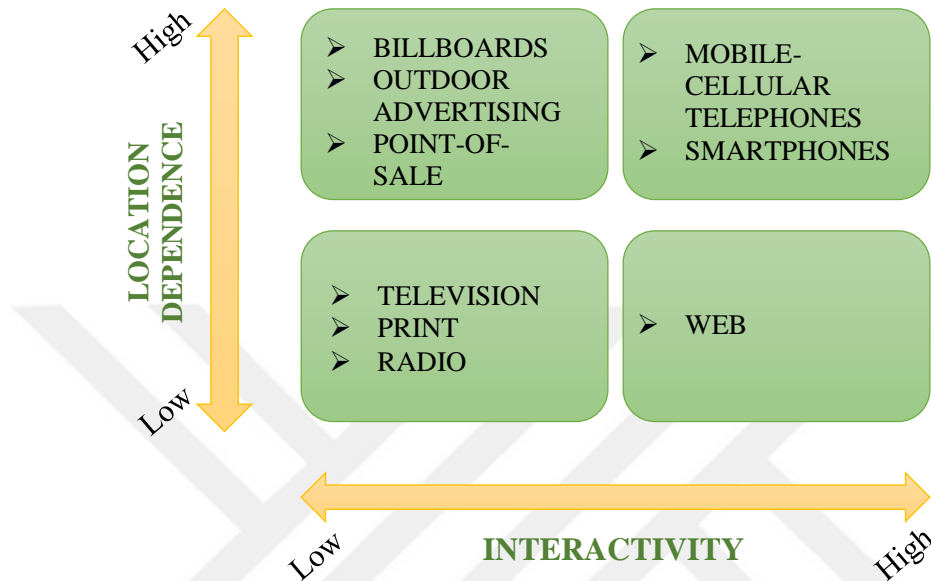 High
LOCATION
DEPENDENCE
Low
➢ BILLBOARDS
➢ OUTDOOR
ADVERTISING
➢ POINT-OF-
SALE
➢ MOBILE-
CELLULAR
TELEPHONES
➢ SMARTPHONES
➢ TELEVISION
➢ PRINT
➢ RADIO
➢ WEB
Low
INTERACTIVITY
High